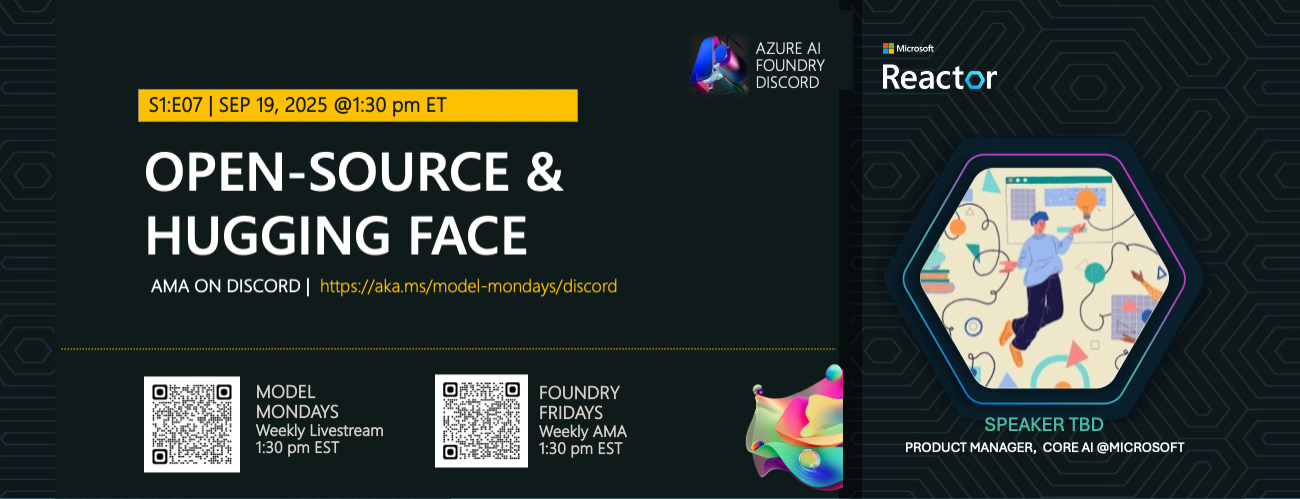 AZURE AI
FOUNDRY
DISCORD
Microsoft
Reactor
S1:E07 | SEP 19, 2025 @1:30 pm ET
OPEN-SOURCE &
HUGGING FACE
AMA ON DISCORD | https://aka.ms/model-mondays/discord
MODEL
MONDAYS
Weekly Livestream
1:30 pm EST
FOUNDRY
FRIDAYS
Weekly AMA
1:30 pm EST
SPEAKER TBD
PRODUCT MANAGER, CORE AI @MICROSOFT